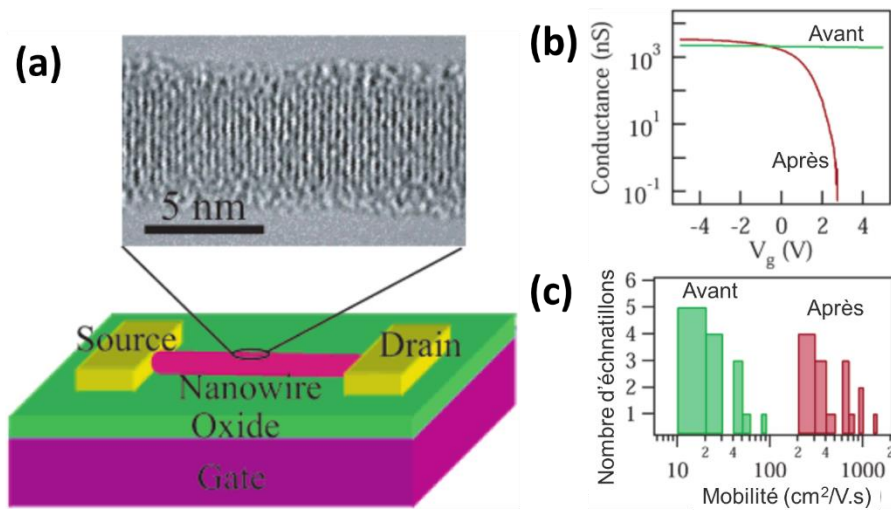 (a)
5 nm
Source
Drain
Nanowire
Oxide
Gate
(b)
Conductance (nS)
10³
10¹
10⁻¹
Avant
Après
-4 -2 0 2 4
V_g (V)
(c)
Nombre d'échnatillons
6
5
4
3
2
1
Avant
Après
2 4 2 4 2
10 100 1000
Mobilité (cm²/V.s)